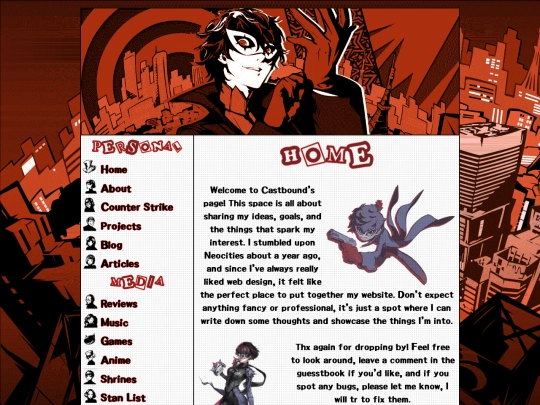 PERSONAL
Home
About
Counter Strike
Projects
Blog
Articles
MEDIA
Reviews
Music
Games
Anime
Shrines
Stan List
HOME
Welcome to Castbound's
page! This space is all about
sharing my ideas, goals, and
the things that spark my
interest. I stumbled upon
Neocities about a year ago,
and since I've always really
liked web design, it felt like
the perfect place to put together my website. Don't expect
anything fancy or professional, it's just a spot where I can
write down some thoughts and showcase the things I'm into.
Thx again for dropping by! Feel free
to look around, leave a comment in the
guesstbook if you'd like, and if you
spot any bugs, please let me know, I
will tr to fix them.